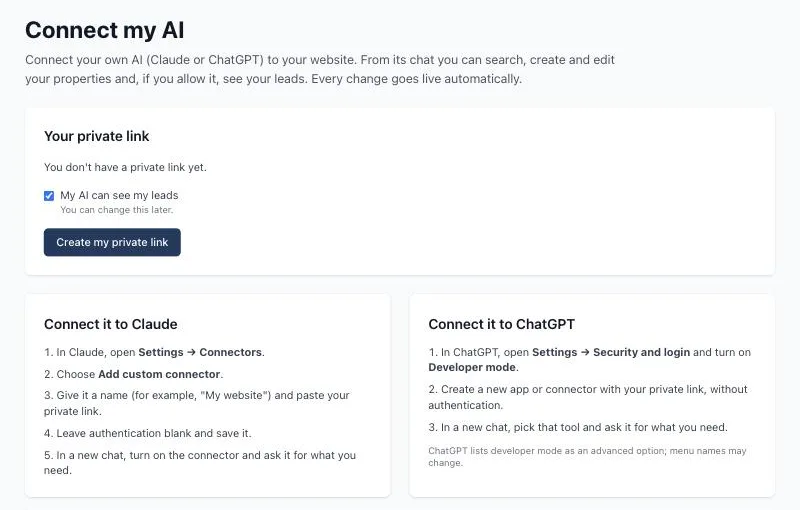 Connect my AI
Connect your own AI (Claude or ChatGPT) to your website. From its chat you can search, create and edit
your properties and, if you allow it, see your leads. Every change goes live automatically.
Your private link
You don't have a private link yet.
My AI can see my leads
You can change this later.
Create my private link
Connect it to Claude
1. In Claude, open Settings → Connectors.
2. Choose Add custom connector.
3. Give it a name (for example, "My website") and paste your
private link.
4. Leave authentication blank and save it.
5. In a new chat, turn on the connector and ask it for what you
need.
Connect it to ChatGPT
1. In ChatGPT, open Settings → Security and login and turn on
Developer mode.
2. Create a new app or connector with your private link, without
authentication.
3. In a new chat, pick that tool and ask it for what you need.
ChatGPT lists developer mode as an advanced option; menu names may
change.